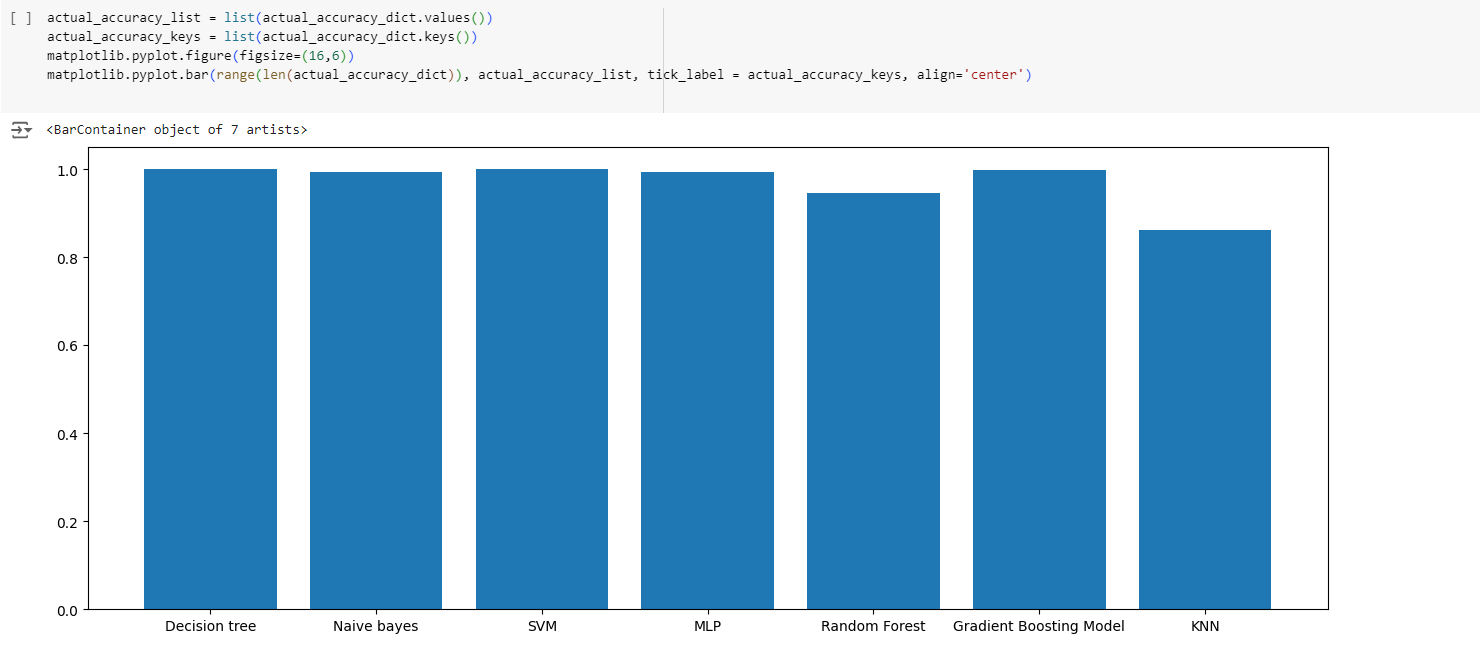 [ ] actual_accuracy_list = list(actual_accuracy_dict.values())
actual_accuracy_keys = list(actual_accuracy_dict.keys())
matplotlib.pyplot.figure(figsize=(16,6))
matplotlib.pyplot.bar(range(len(actual_accuracy_dict)), actual_accuracy_list, tick_label = actual_accuracy_keys, align='center')
<BarContainer object of 7 artists>
1.0
0.8
0.6
0.4
0.2
0.0
Decision tree Naive bayes SVM MLP Random Forest Gradient Boosting Model KNN